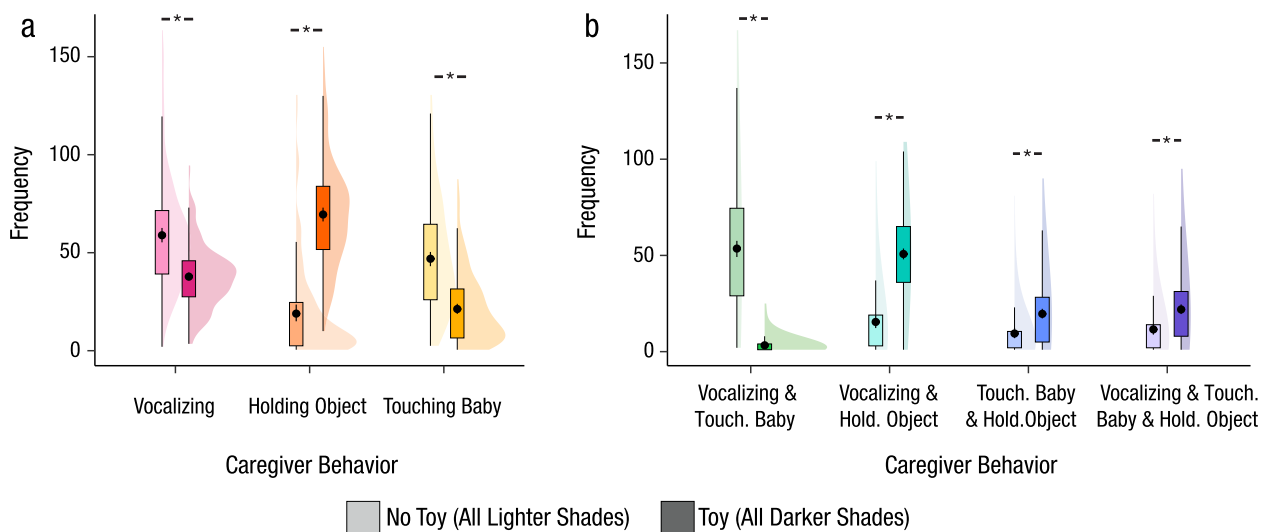 a
Frequency
150
100
50
0
*
*
*
Vocalizing
Holding Object
Touching Baby
Caregiver Behavior
b
Frequency
150
100
50
0
*
*
*
*
Vocalizing &
Touch. Baby
Vocalizing &
Hold. Object
Touch. Baby
& Hold.Object
Vocalizing & Touch.
Baby & Hold. Object
Caregiver Behavior
No Toy (All Lighter Shades)
Toy (All Darker Shades)